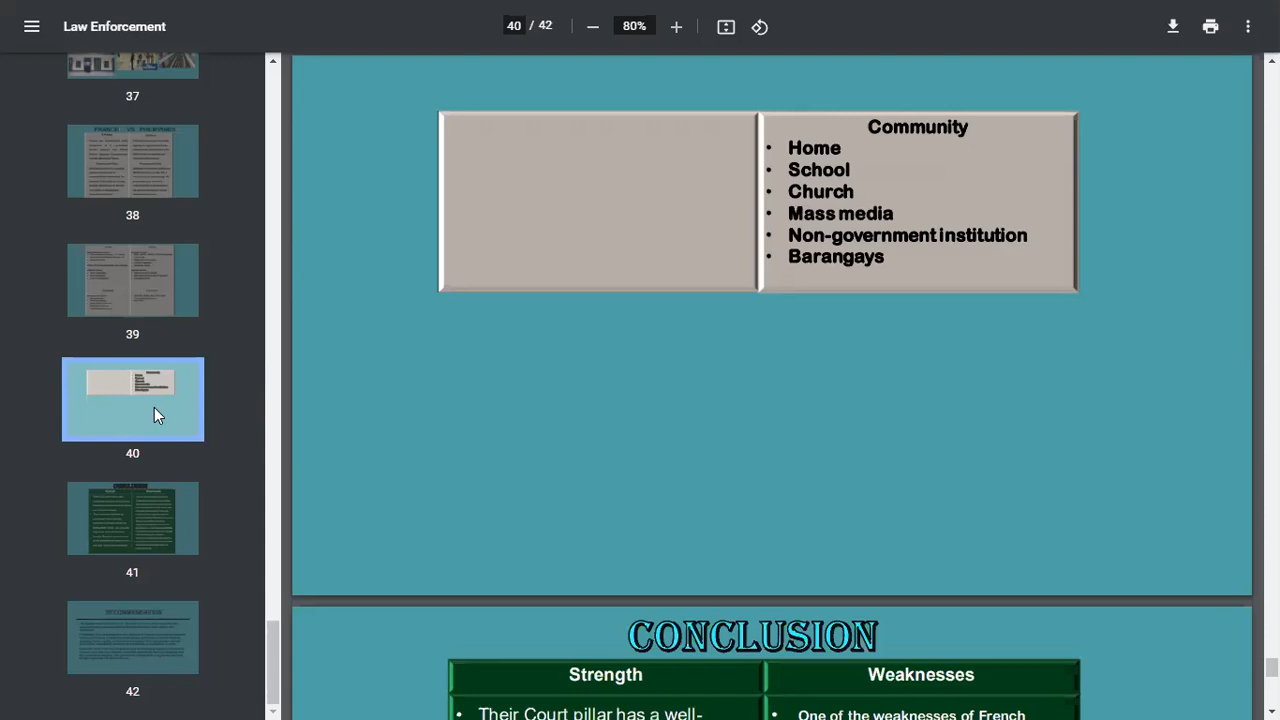 Law Enforcement
40 / 42
80%
37
38
39
40
41
42
Community
• Home
• School
• Church
• Mass media
• Non-government institution
• Barangays
CONCLUSION
Strength
Weaknesses
• Their Court pillar has a well-
• One of the weaknesses of French